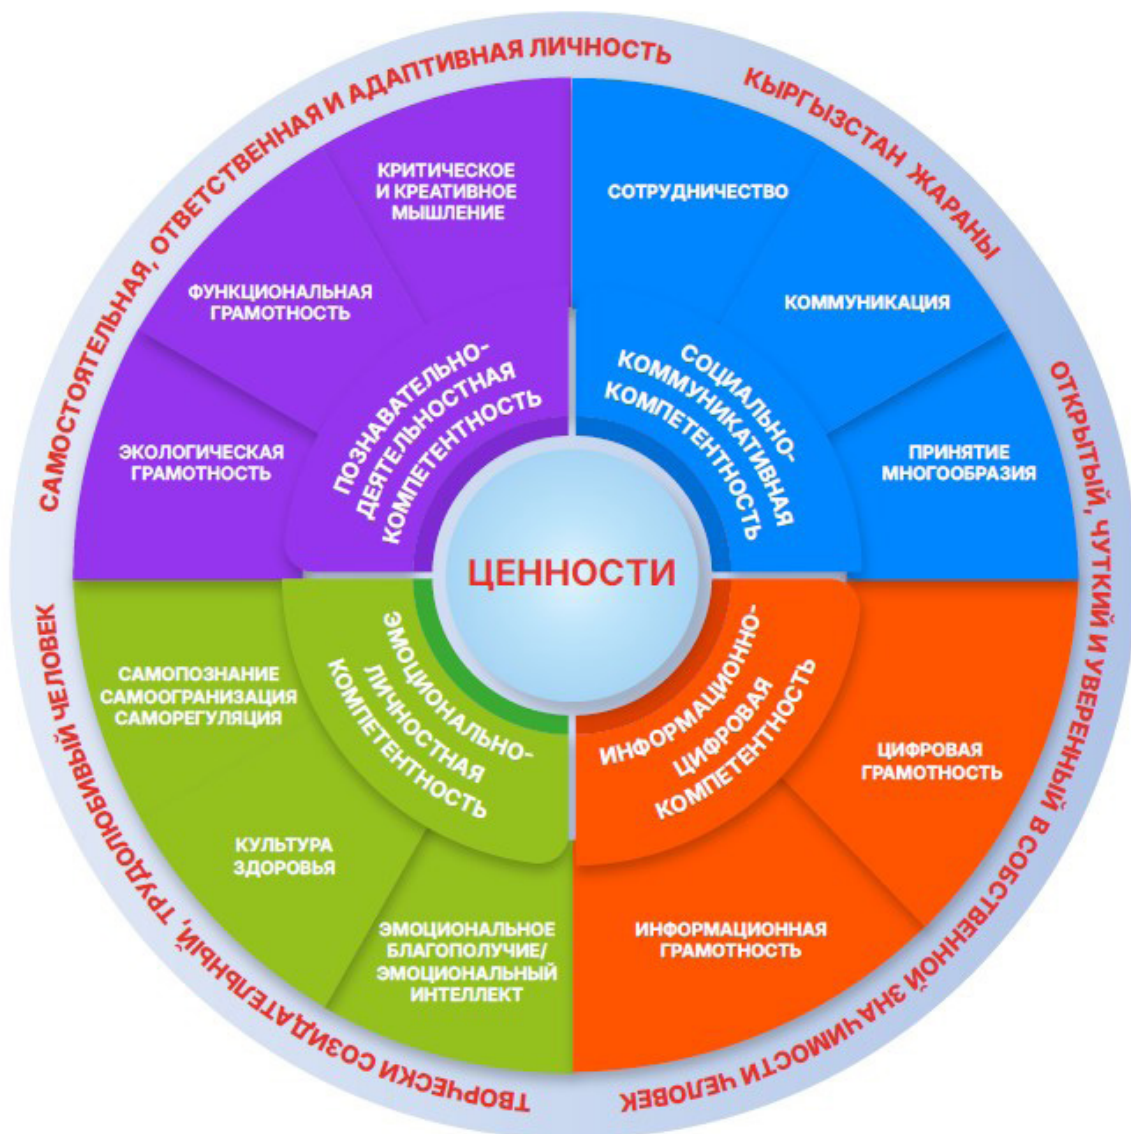 САМОСТОЯТЕЛЬНАЯ, ОТВЕТСТВЕННАЯ И АДАПТИВНАЯ ЛИЧНОСТЬ
КЫРГЫЗСТАН ЖАРАНЫ
ОТКРЫТЫЙ, ЧУТКИЙ И УВЕРЕННЫЙ В СОБСТВЕННОЙ ЗНАЧИМОСТИ ЧЕЛОВЕК
ТВОРЧЕСКИ СОЗИДАТЕЛЬНЫЙ, ТРУДОЛЮБИВЫЙ ЧЕЛОВЕК
КРИТИЧЕСКОЕ
И КРЕАТИВНОЕ
МЫШЛЕНИЕ
ФУНКЦИОНАЛЬНАЯ
ГРАМОТНОСТЬ
ЭКОЛОГИЧЕСКАЯ
ГРАМОТНОСТЬ
ПОЗНАВАТЕЛЬНО-
ДЕЯТЕЛЬНОСТНАЯ
КОМПЕТЕНТНОСТЬ
СОТРУДНИЧЕСТВО
КОММУНИКАЦИЯ
ПРИНЯТИЕ
МНОГООБРАЗИЯ
СОЦИАЛЬНО-
КОММУНИКАТИВНАЯ
КОМПЕТЕНТНОСТЬ
ЦЕННОСТИ
ЭМОЦИОНАЛЬНО-
ЛИЧНОСТНАЯ
КОМПЕТЕНТНОСТЬ
САМОПОЗНАНИЕ
САМООГРАНИЗАЦИЯ
САМОРЕГУЛЯЦИЯ
КУЛЬТУРА
ЗДОРОВЬЯ
ЭМОЦИОНАЛЬНОЕ
БЛАГОПОЛУЧИЕ/
ЭМОЦИОНАЛЬНЫЙ
ИНТЕЛЛЕКТ
ИНФОРМАЦИОННО-
ЦИФРОВАЯ
КОМПЕТЕНТНОСТЬ
ЦИФРОВАЯ
ГРАМОТНОСТЬ
ИНФОРМАЦИОННАЯ
ГРАМОТНОСТЬ